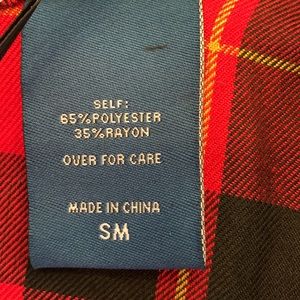 SELF:
65%POLYESTER
35%RAYON
OVER FOR CARE
MADE IN CHINA
SM